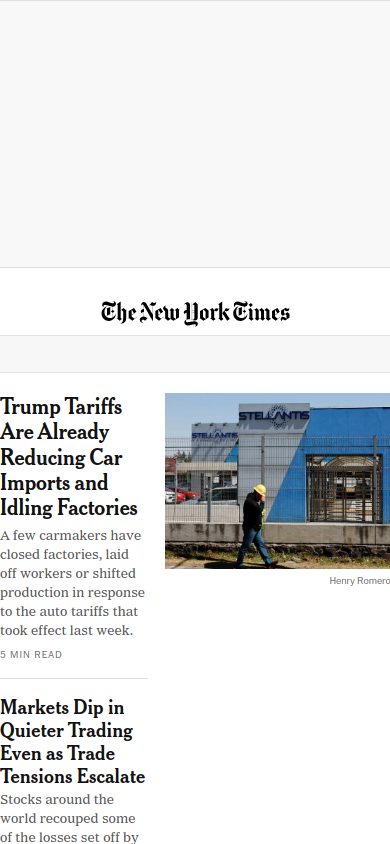 The New York Times
Trump Tariffs
Are Already
Reducing Car
Imports and
Idling Factories
A few carmakers have
closed factories, laid
off workers or shifted
production in response
to the auto tariffs that
took effect last week.
5 MIN READ
STELLANTIS
STELLANTIS
Henry Romero
Markets Dip in
Quieter Trading
Even as Trade
Tensions Escalate
Stocks around the
world recouped some
of the losses set off by